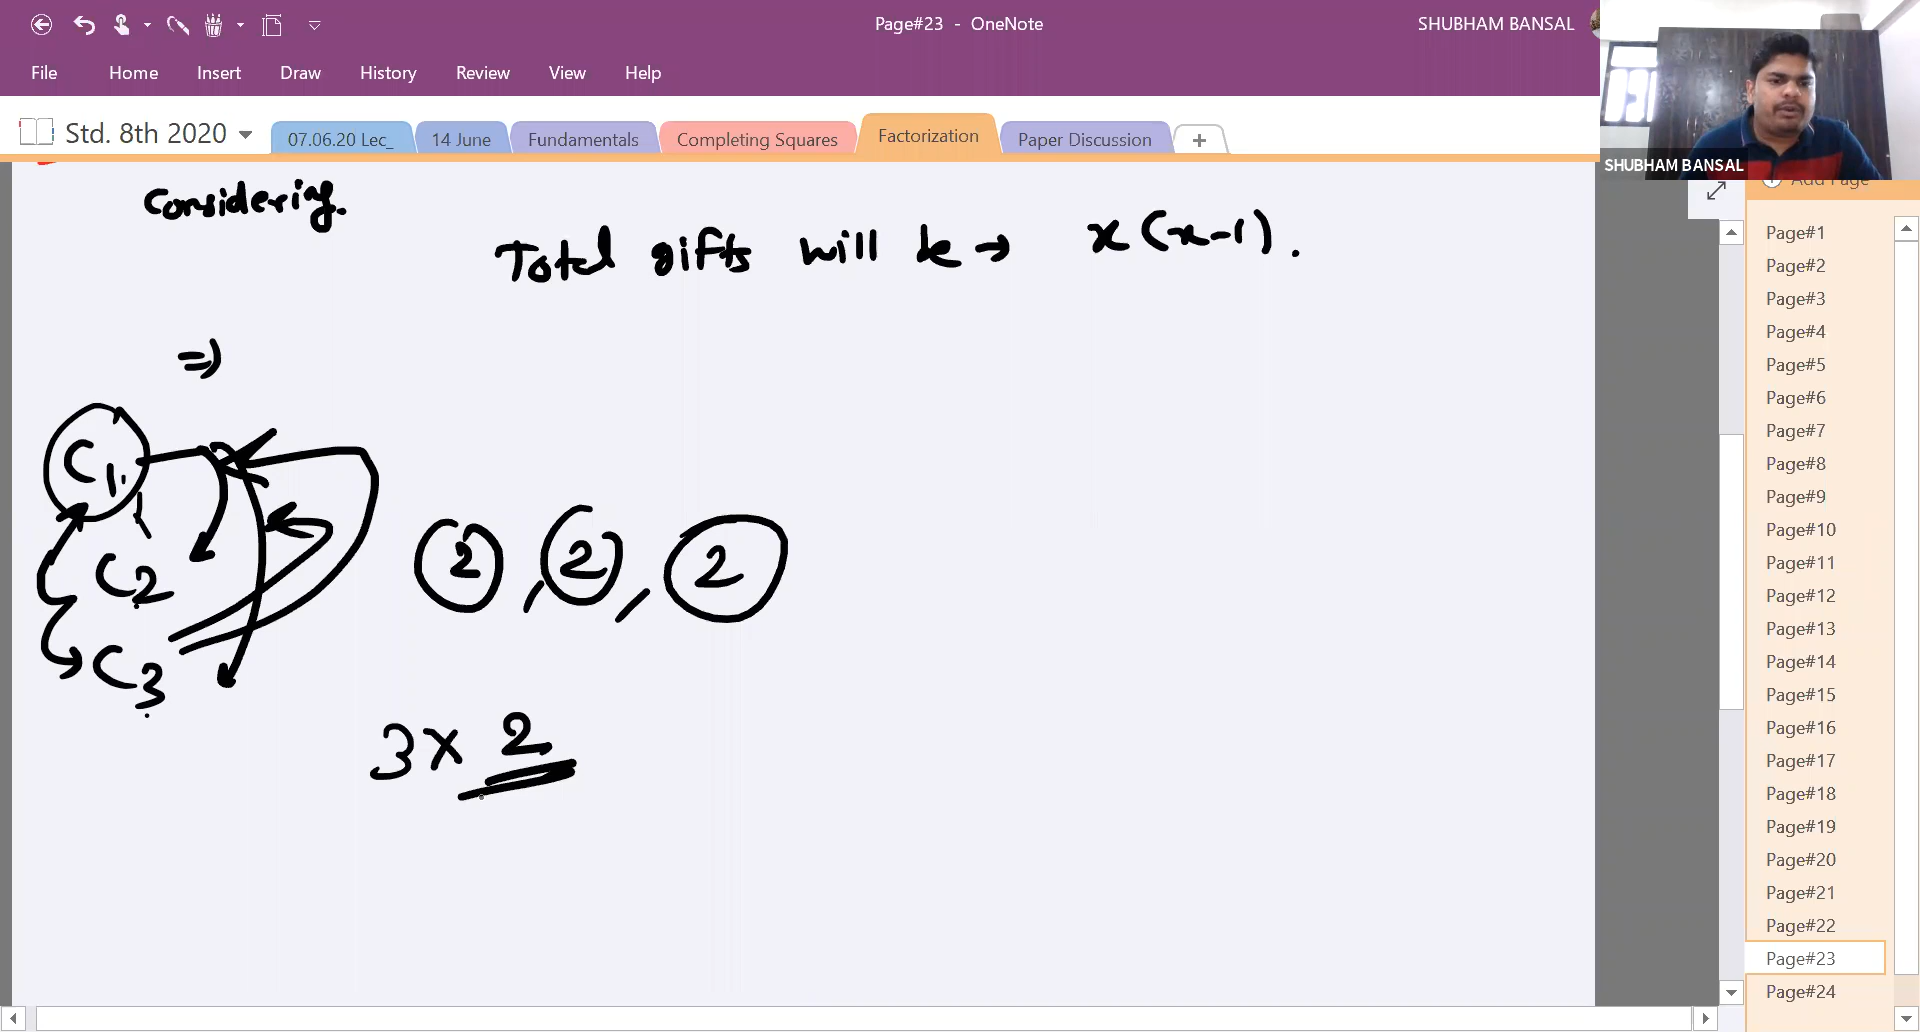 Page#23 - OneNote
SHUBHAM BANSAL
File Home Insert Draw History Review View Help
Std. 8th 2020
07.06.20 Lec_
14 June
Fundamentals
Completing Squares
Factorization
Paper Discussion
+
SHUBHAM BANSAL
Add Page
Considering.
Total gifts will be → x(x-1).
⇒
C1.
C2
C3
2, 2, 2
3 x 2
Page#1
Page#2
Page#3
Page#4
Page#5
Page#6
Page#7
Page#8
Page#9
Page#10
Page#11
Page#12
Page#13
Page#14
Page#15
Page#16
Page#17
Page#18
Page#19
Page#20
Page#21
Page#22
Page#23
Page#24